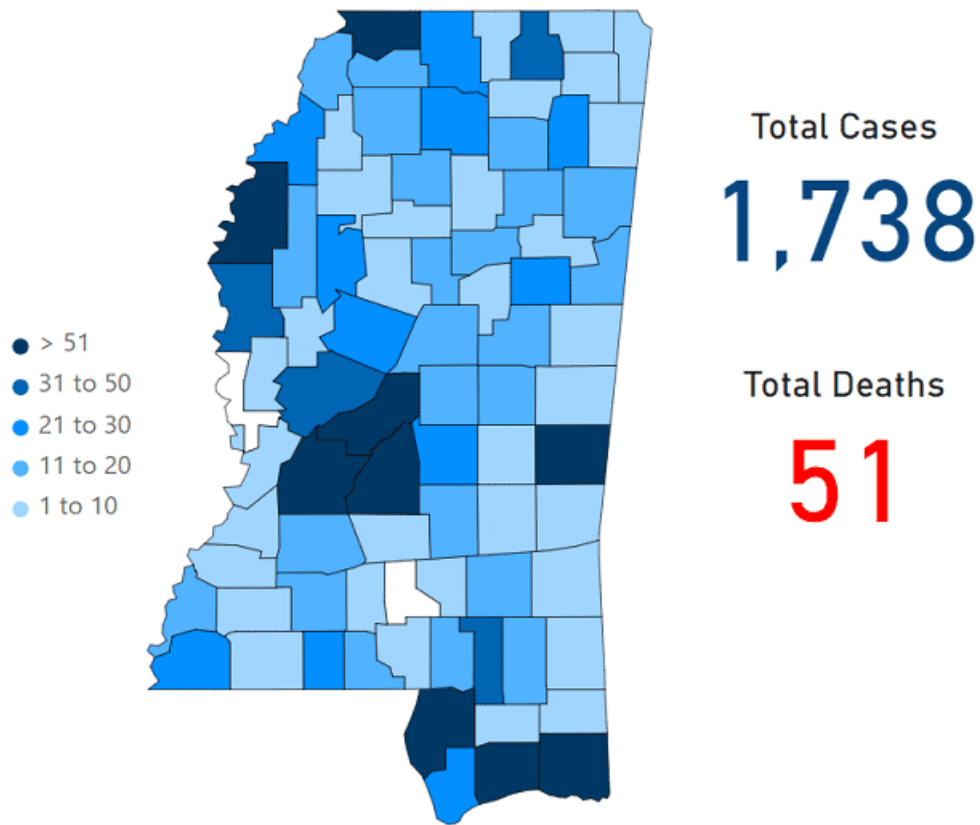 Total Cases
1,738
> 51
31 to 50
21 to 30
11 to 20
1 to 10
Total Deaths
51